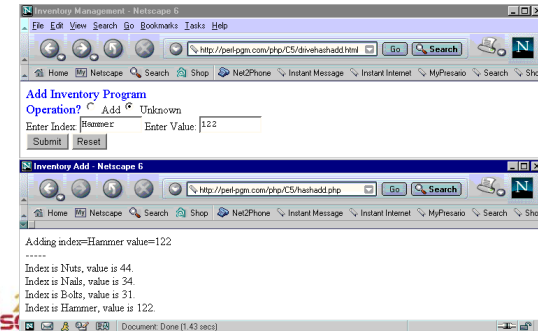 Inventory Management - Netscape 6
File Edit View Search Go Bookmarks Tasks Help
http://perl-pgm.com/php/C5/drivehashadd.html Go Search N
Home Netscape Search Shop Net2Phone Instant Message Instant Internet MyPresario Search Sho
Add Inventory Program
Operation? Add Unknown
Enter Index: Hammer Enter Value: 122
Submit Reset
Inventory Add - Netscape 6
http://perl-pgm.com/php/C5/hashadd.php Go Search N
Home Netscape Search Shop Net2Phone Instant Message Instant Internet MyPresario Search Sho
Adding index=Hammer value=122
-----
Index is Nuts, value is 44.
Index is Nails, value is 34.
Index is Bolts, value is 31.
Index is Hammer, value is 122.
Document: Done (1.43 secs)